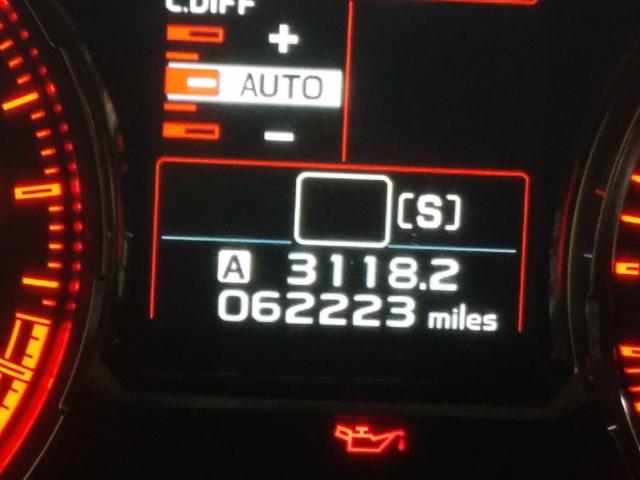 C.DIFF
+
AUTO
-
[S]
A 3118.2
062223 miles